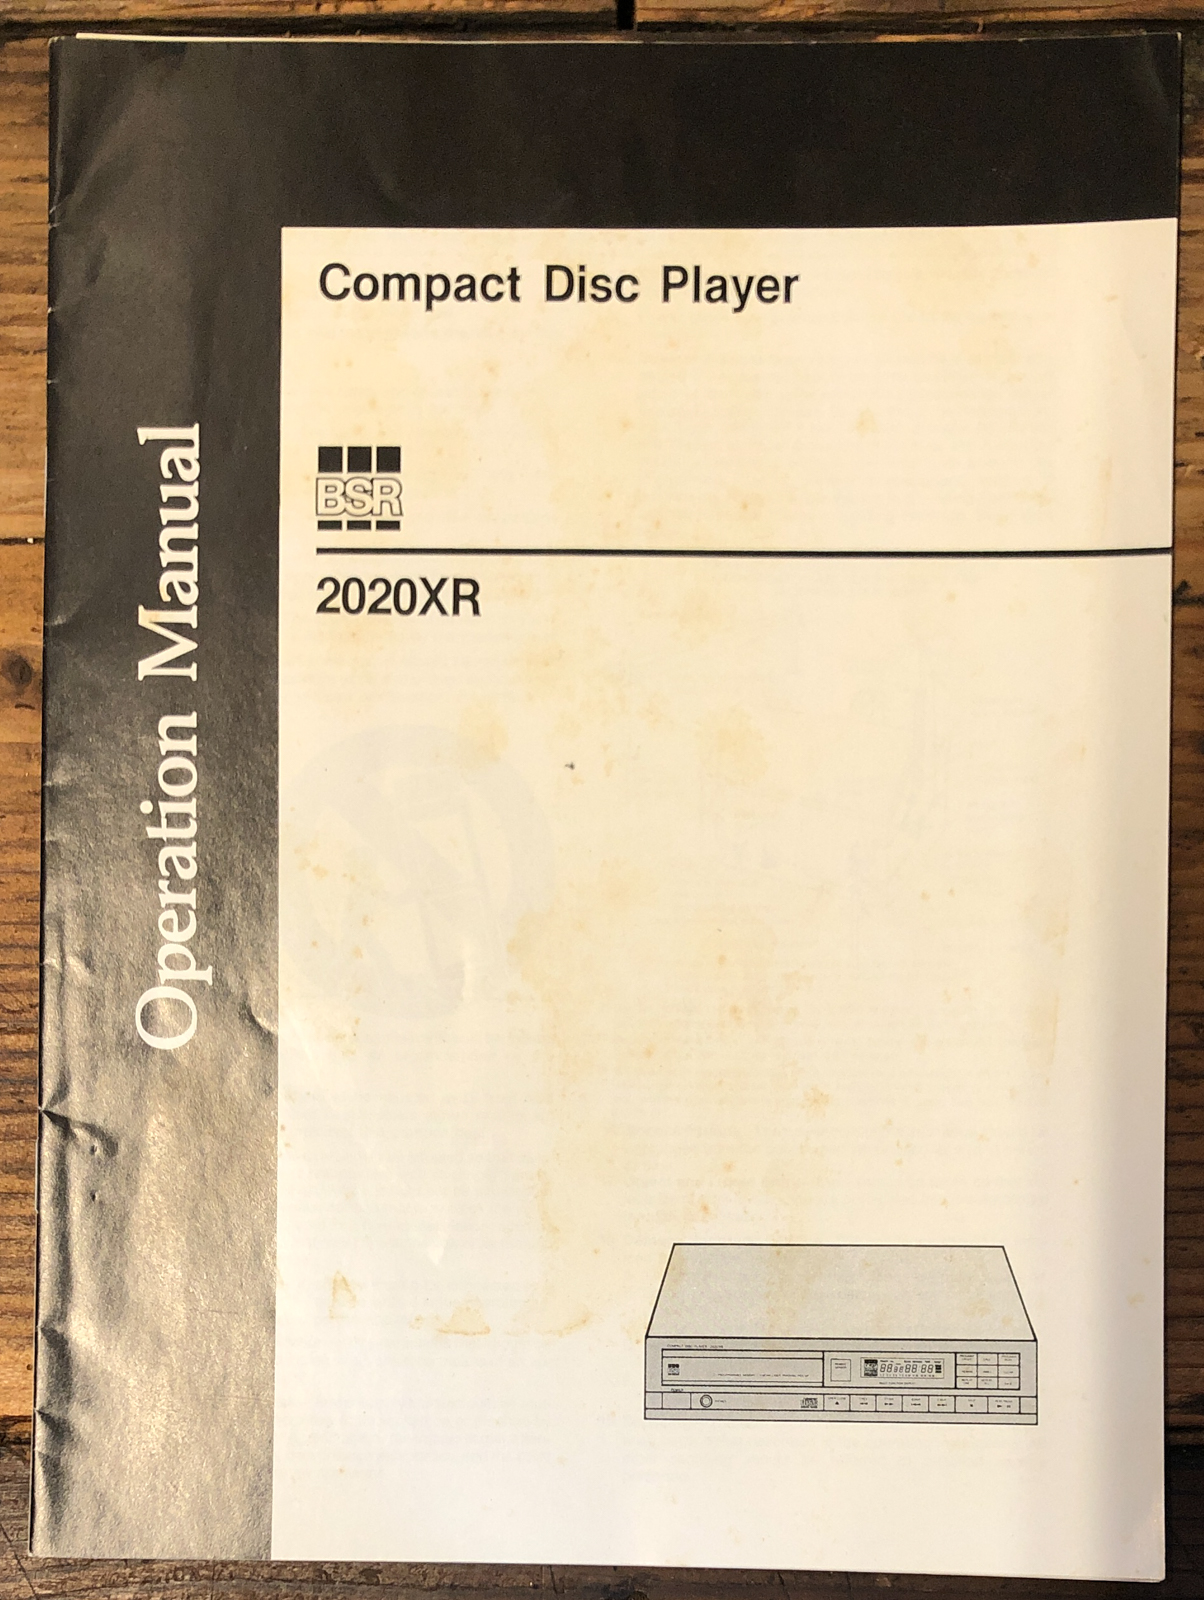 Operation Manual
Compact Disc Player
BSR
2020XR